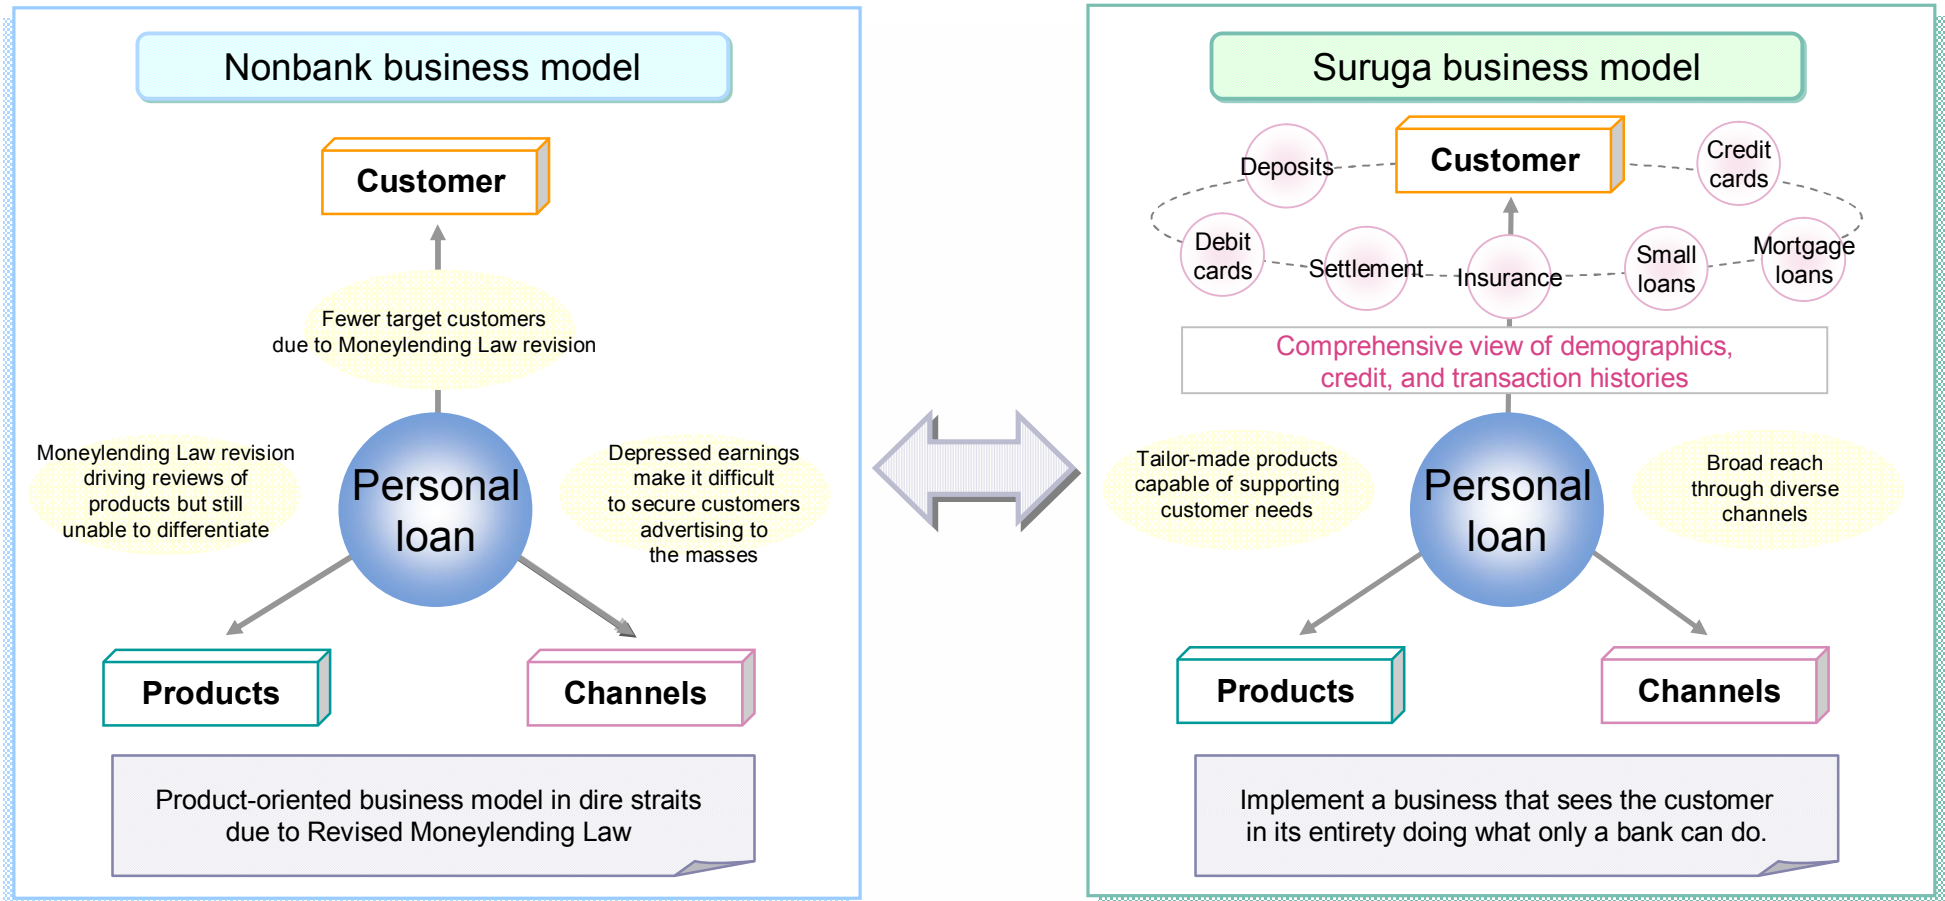 Nonbank business model
Customer
Fewer target customers
due to Moneylending Law revision
Moneylending Law revision
driving reviews of
products but still
unable to differentiate
Personal
loan
Depressed earnings
make it difficult
to secure customers
advertising to
the masses
Products
Channels
Product-oriented business model in dire straits
due to Revised Moneylending Law
Suruga business model
Deposits
Customer
Credit
cards
Debit
cards
Settlement
Insurance
Small
loans
Mortgage
loans
Comprehensive view of demographics,
credit, and transaction histories
Tailor-made products
capable of supporting
customer needs
Personal
loan
Broad reach
through diverse
channels
Products
Channels
Implement a business that sees the customer
in its entirety doing what only a bank can do.